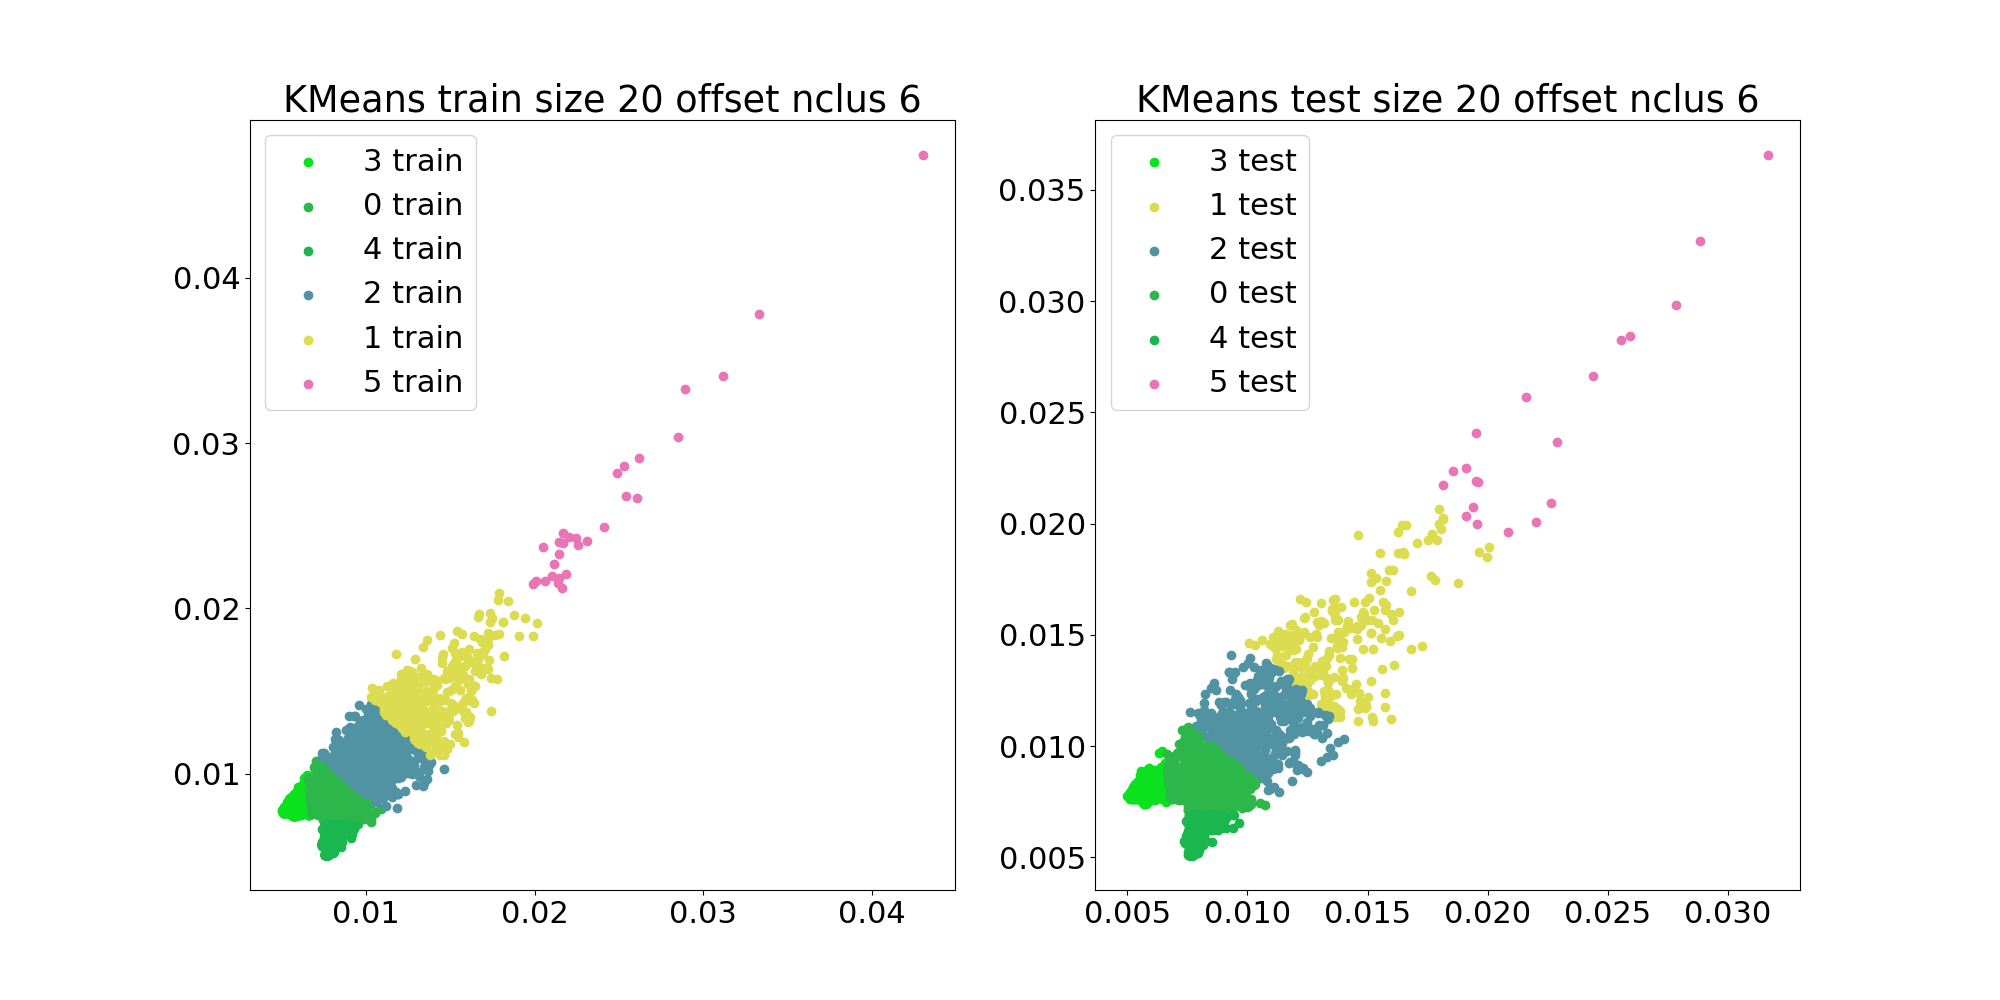 KMeans train size 20 offset nclus 6
3 train
0 train
4 train
2 train
1 train
5 train
0.04
0.03
0.02
0.01
0.01 0.02 0.03 0.04
KMeans test size 20 offset nclus 6
3 test
1 test
2 test
0 test
4 test
5 test
0.035
0.030
0.025
0.020
0.015
0.010
0.005
0.005 0.010 0.015 0.020 0.025 0.030